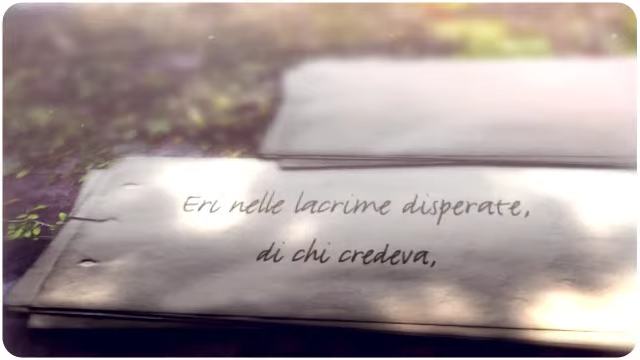 Eri nelle lacrime disperate,
di chi credeva,